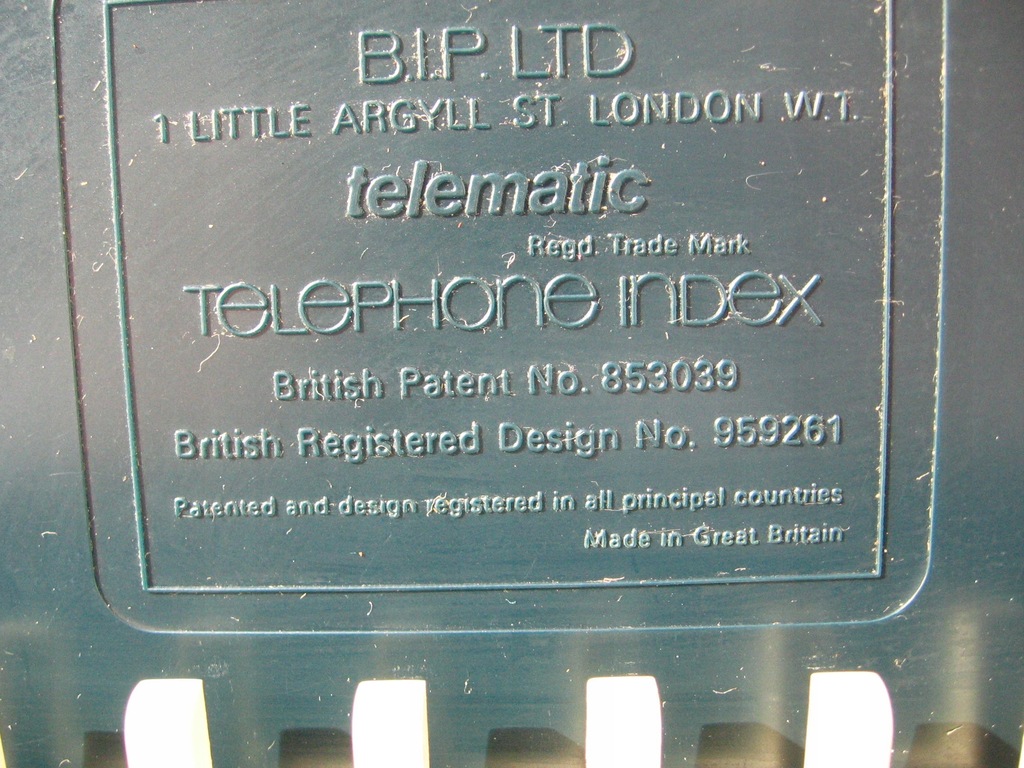 B.I.P. LTD
1 LITTLE ARGYLL ST. LONDON W.1.
telematic
Regd. Trade Mark
TELEPHONE INDEX
British Patent No. 853039
British Registered Design No. 959261
Patented and design registered in all principal countries
Made in Great Britain